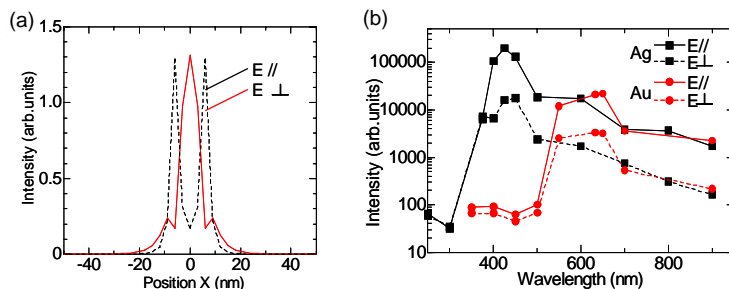 (a)
1.5
1.0
0.5
0
Intensity (arb.units)
-40
-20
0
20
40
Position X (nm)
E //
E ⊥
(b)
100000
10000
1000
100
10
Intensity (arb.units)
400
600
800
Wavelength (nm)
Ag
E//
E⊥
Au
E//
E⊥